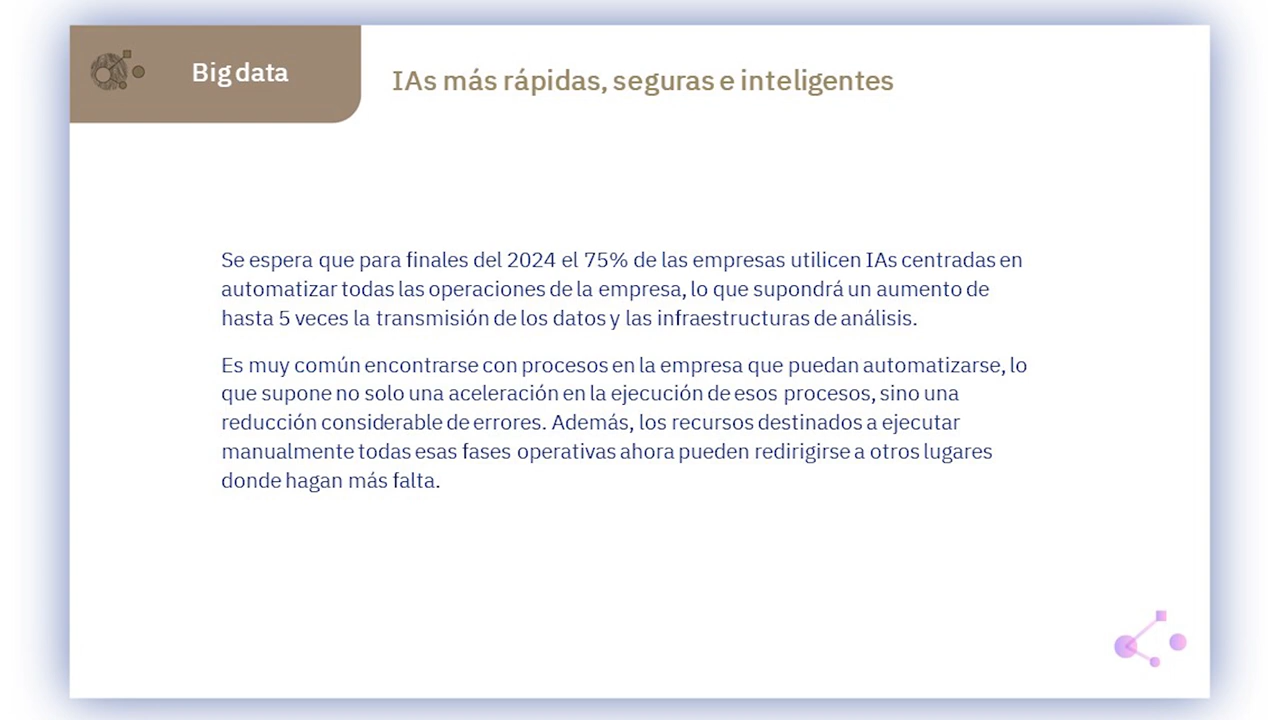 Big data
IAs más rápidas, seguras e inteligentes
Se espera que para finales del 2024 el 75% de las empresas utilicen IAs centradas en
automatizar todas las operaciones de la empresa, lo que supondrá un aumento de
hasta 5 veces la transmisión de los datos y las infraestructuras de análisis.
Es muy común encontrarse con procesos en la empresa que puedan automatizarse, lo
que supone no solo una aceleración en la ejecución de esos procesos, sino una
reducción considerable de errores. Además, los recursos destinados a ejecutar
manualmente todas esas fases operativas ahora pueden redirigirse a otros lugares
donde hagan más falta.